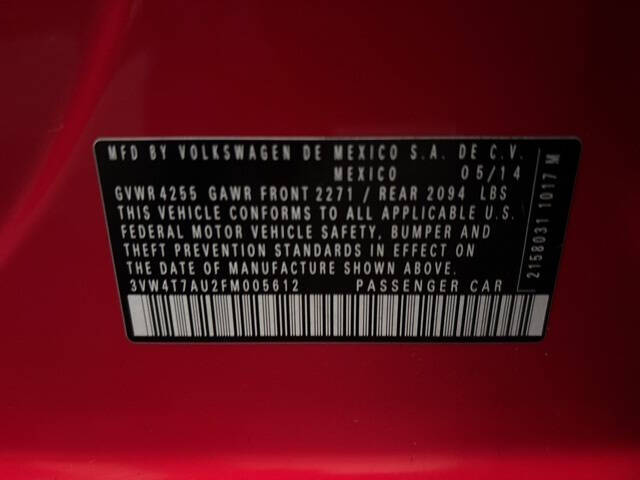 MFD BY VOLKSWAGEN DE MEXICO S.A. DE C.V.
MEXICO 05/14
GVWR 4255 GAWR FRONT 2271 / REAR 2094 LBS
THIS VEHICLE CONFORMS TO ALL APPLICABLE U.S.
FEDERAL MOTOR VEHICLE SAFETY, BUMPER AND
THEFT PREVENTION STANDARDS IN EFFECT ON
THE DATE OF MANUFACTURE SHOWN ABOVE.
3VW4T7AU2FM005612 PASSENGER CAR
2158031 1017 M